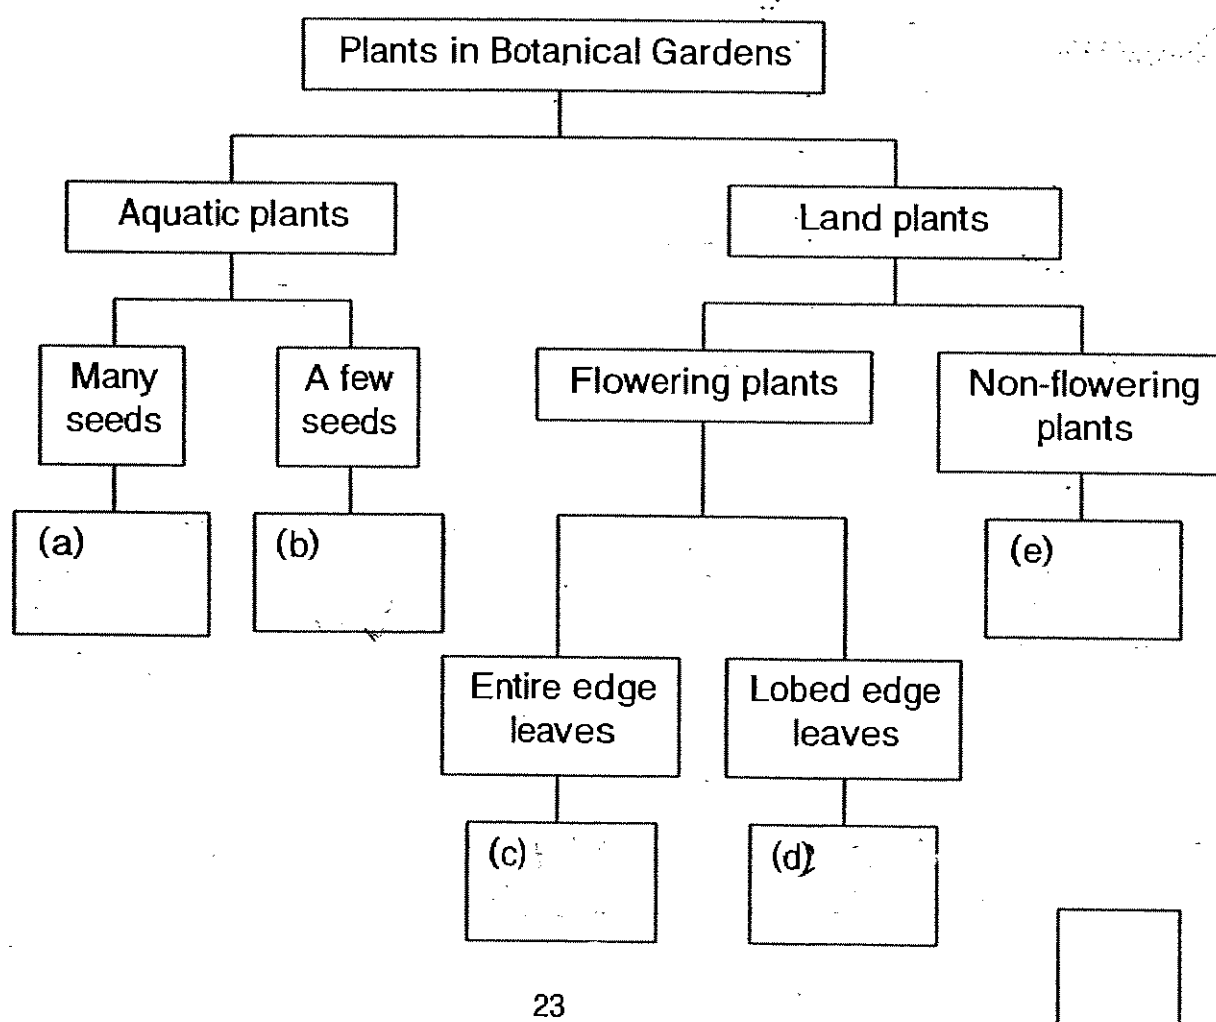 Plants in Botanical Gardens
Aquatic plants
Land plants
Many
seeds
A few
seeds
Flowering plants
Non-flowering
plants
(a)
(b)
(e)
Entire edge
leaves
Lobed edge
leaves
(c)
(d)
23